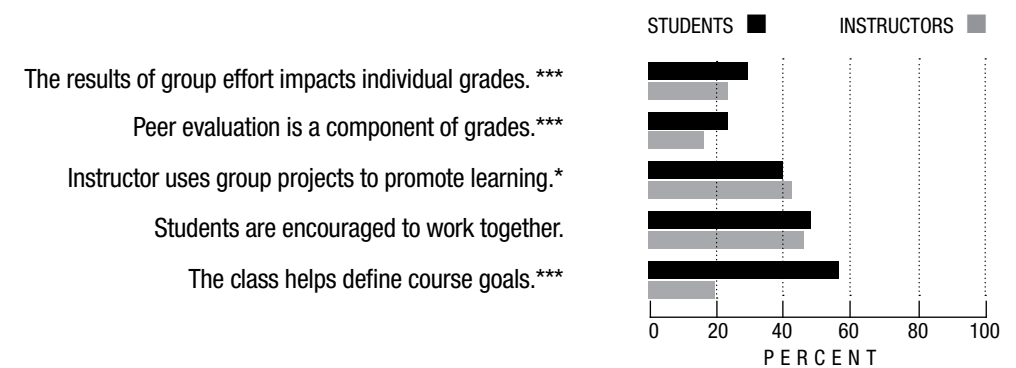 STUDENTS INSTRUCTORS
The results of group effort impacts individual grades. ***
Peer evaluation is a component of grades.***
Instructor uses group projects to promote learning.*
Students are encouraged to work together.
The class helps define course goals.***
0 20 40 60 80 100
PERCENT